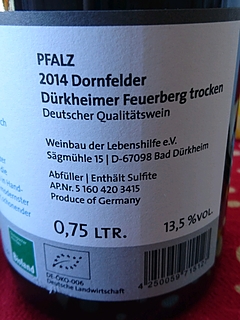 PFALZ
2014 Dornfelder
Dürkheimer Feuerberg trocken
Deutscher Qualitätswein
Weinbau der Lebenshilfe e.V.
Sägmühle 15 | D-67098 Bad Dürkheim
Abfüller | Enthält Sulfite
AP.Nr. 5 160 420 3415
Produce of Germany
0,75 LTR.
13,5 %VOL.
Bioland
DE-ÖKO-006
Deutsche Landwirtschaft